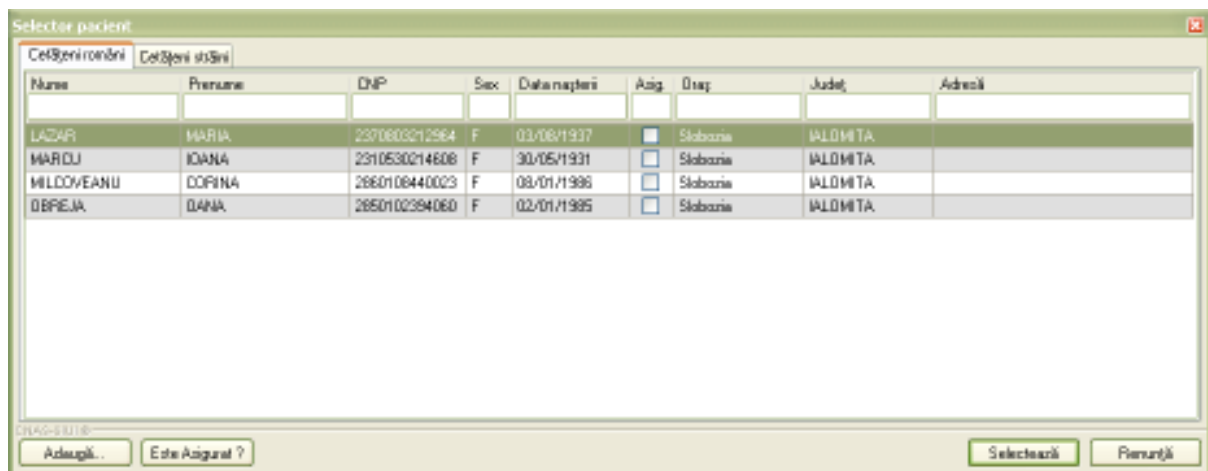 Selector pacient
Cetăţeni români Cetăţeni străini
Nume Prenume CNP Sex Data naşterii Asig. Oraş Judeţ Adresă
LAZAR MARIA 2370803212964 F 03/08/1937 Slobozia IALOMITA
MARCU IOANA 2310530214608 F 30/05/1931 Slobozia IALOMITA
MILCOVEANU CORINA 2860108440023 F 08/01/1986 Slobozia IALOMITA
OBREJA OANA 2850102394060 F 02/01/1985 Slobozia IALOMITA
Adaugă... Este Asigurat ? Selectează Renunţă